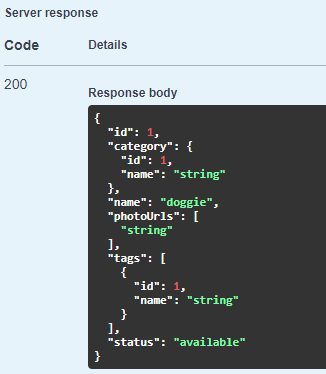 Server response
Code Details
200
Response body
{
  "id": 1,
  "category": {
    "id": 1,
    "name": "string"
  },
  "name": "doggie",
  "photoUrls": [
    "string"
  ],
  "tags": [
    {
      "id": 1,
      "name": "string"
    }
  ],
  "status": "available"
}